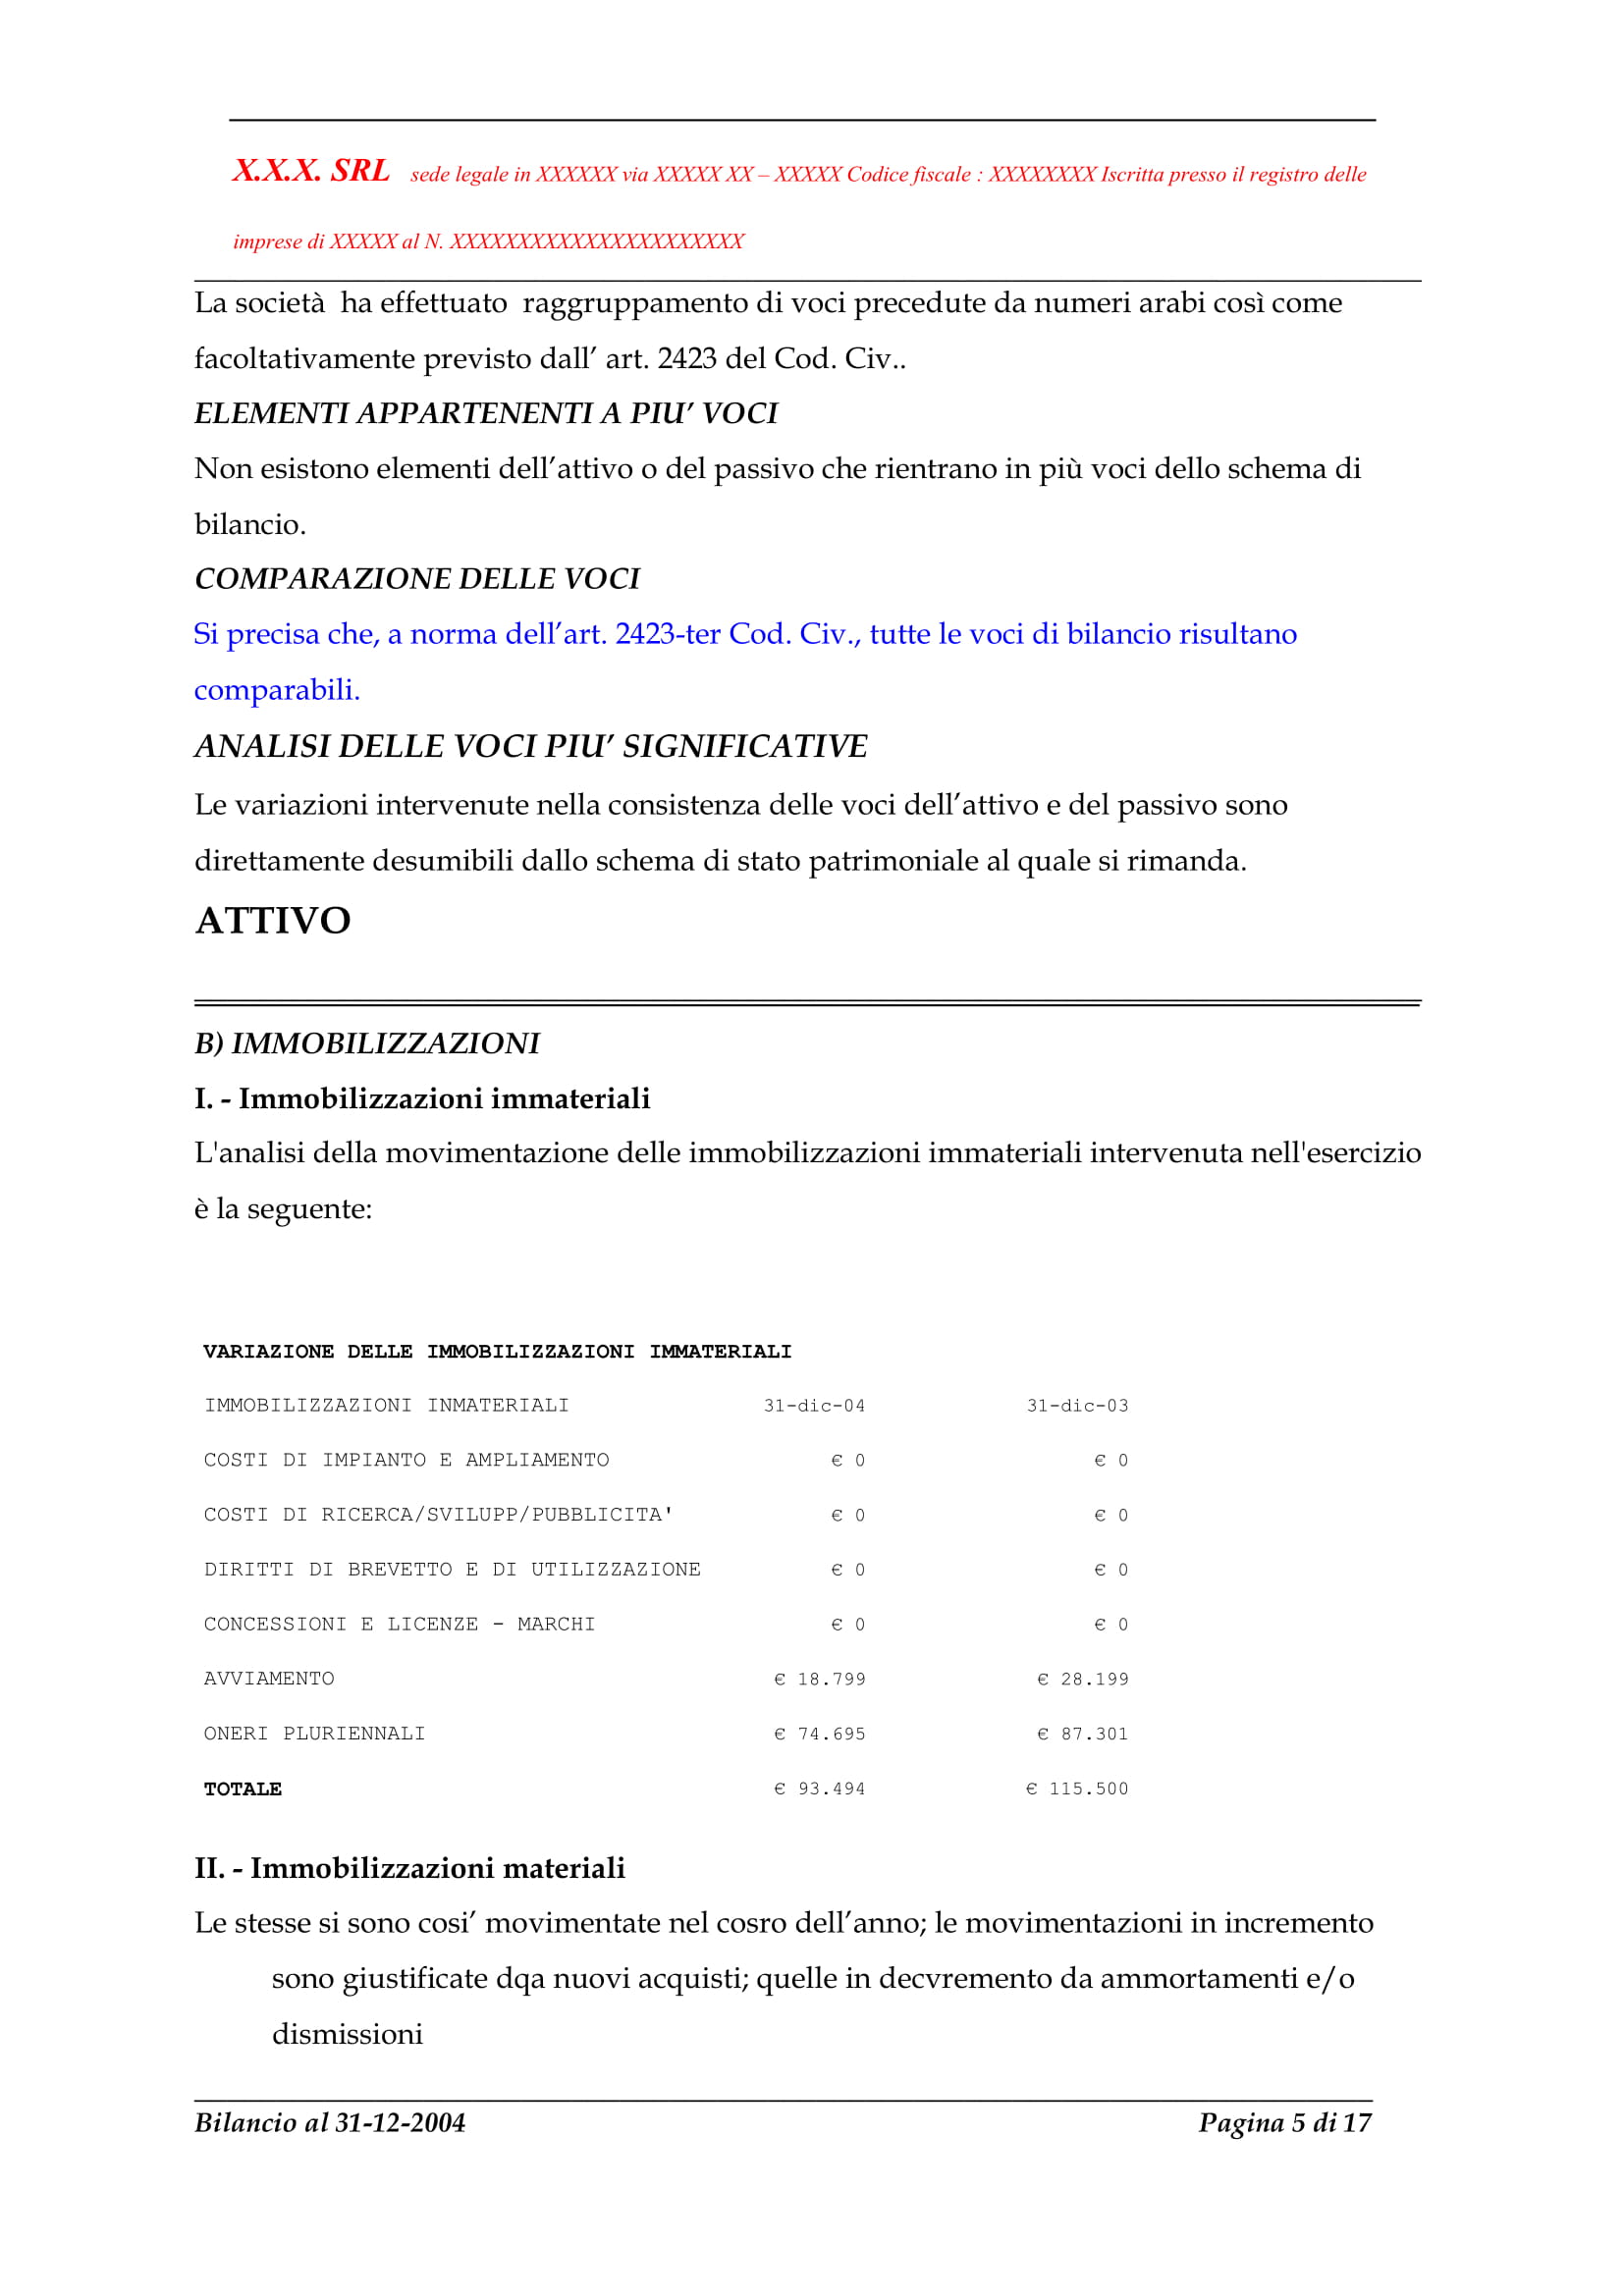 X.X.X. SRL sede legale in XXXXXX via XXXXX XX – XXXXX Codice fiscale : XXXXXXXX Iscritta presso il registro delle
imprese di XXXXX al N. XXXXXXXXXXXXXXXXXXXXXX
La società ha effettuato raggruppamento di voci precedute da numeri arabi così come
facoltativamente previsto dall’ art. 2423 del Cod. Civ..
ELEMENTI APPARTENENTI A PIU’ VOCI
Non esistono elementi dell’attivo o del passivo che rientrano in più voci dello schema di
bilancio.
COMPARAZIONE DELLE VOCI
Si precisa che, a norma dell’art. 2423-ter Cod. Civ., tutte le voci di bilancio risultano
comparabili.
ANALISI DELLE VOCI PIU’ SIGNIFICATIVE
Le variazioni intervenute nella consistenza delle voci dell’attivo e del passivo sono
direttamente desumibili dallo schema di stato patrimoniale al quale si rimanda.
ATTIVO
B) IMMOBILIZZAZIONI
I. - Immobilizzazioni immateriali
L'analisi della movimentazione delle immobilizzazioni immateriali intervenuta nell'esercizio
è la seguente:
VARIAZIONE DELLE IMMOBILIZZAZIONI IMMATERIALI
IMMOBILIZZAZIONI INMATERIALI 31-dic-04 31-dic-03
COSTI DI IMPIANTO E AMPLIAMENTO € 0 € 0
COSTI DI RICERCA/SVILUPP/PUBBLICITA' € 0 € 0
DIRITTI DI BREVETTO E DI UTILIZZAZIONE € 0 € 0
CONCESSIONI E LICENZE - MARCHI € 0 € 0
AVVIAMENTO € 18.799 € 28.199
ONERI PLURIENNALI € 74.695 € 87.301
TOTALE € 93.494 € 115.500
II. - Immobilizzazioni materiali
Le stesse si sono cosi’ movimentate nel cosro dell’anno; le movimentazioni in incremento
sono giustificate dqa nuovi acquisti; quelle in decvremento da ammortamenti e/o
dismissioni
Bilancio al 31-12-2004 Pagina 5 di 17